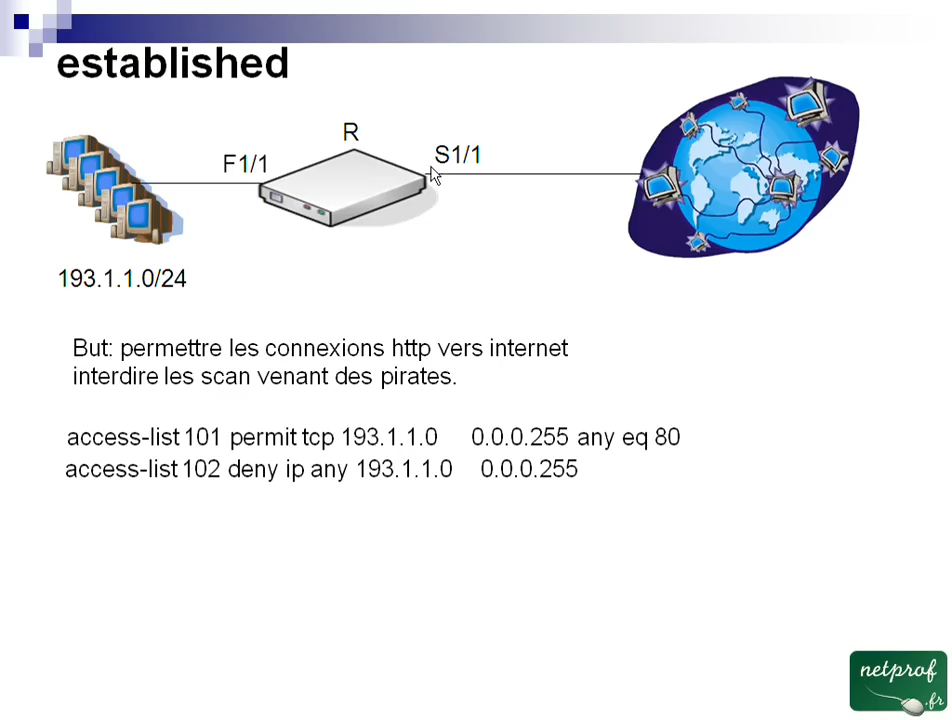 established
R
F1/1
S1/1
193.1.1.0/24
But: permettre les connexions http vers internet
interdire les scan venant des pirates.
access-list 101 permit tcp 193.1.1.0 0.0.0.255 any eq 80
access-list 102 deny ip any 193.1.1.0 0.0.0.255
netprof
.fr